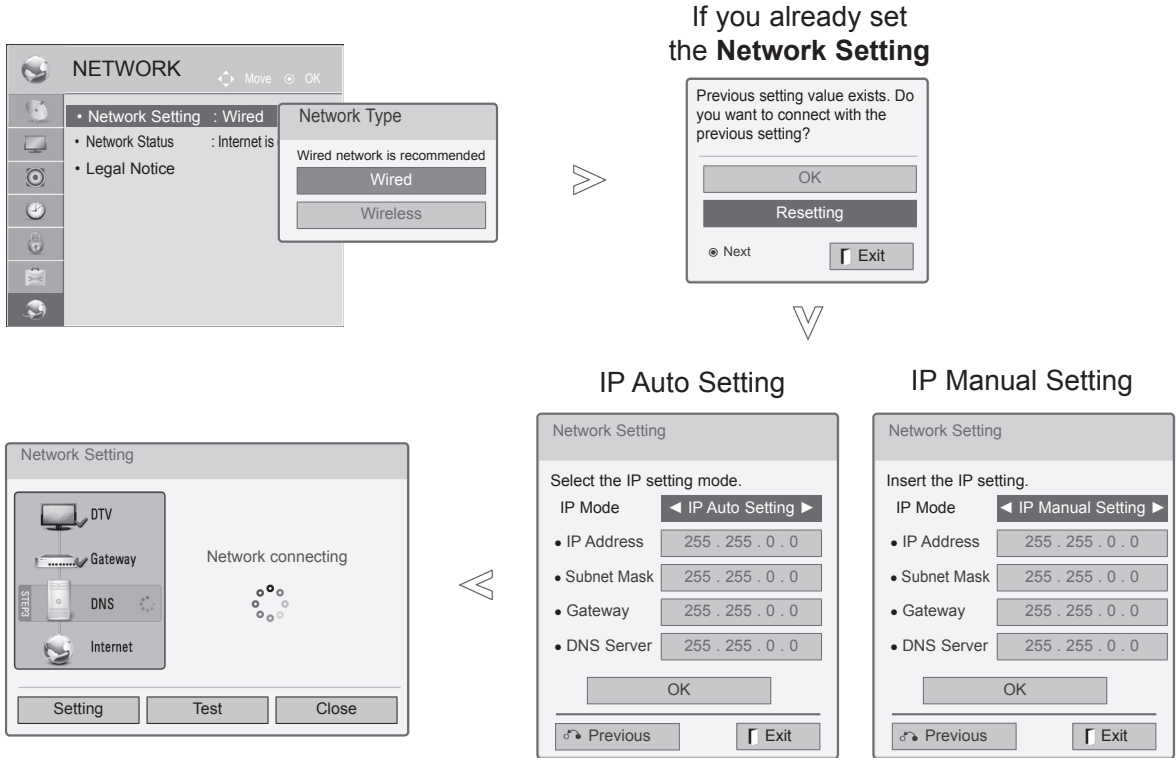 NETWORK
Move OK
• Network Setting : Wired
• Network Status : Internet is
• Legal Notice
Network Type
Wired network is recommended
Wired
Wireless
If you already set
the Network Setting
Previous setting value exists. Do
you want to connect with the
previous setting?
OK
Resetting
Next
Exit
IP Auto Setting
Network Setting
Select the IP setting mode.
IP Mode ◄ IP Auto Setting ►
• IP Address 255 . 255 . 0 . 0
• Subnet Mask 255 . 255 . 0 . 0
• Gateway 255 . 255 . 0 . 0
• DNS Server 255 . 255 . 0 . 0
OK
Previous
Exit
IP Manual Setting
Network Setting
Insert the IP setting.
IP Mode ◄ IP Manual Setting ►
• IP Address 255 . 255 . 0 . 0
• Subnet Mask 255 . 255 . 0 . 0
• Gateway 255 . 255 . 0 . 0
• DNS Server 255 . 255 . 0 . 0
OK
Previous
Exit
Network Setting
DTV
Gateway
STEP3
DNS
Internet
Network connecting
Setting
Test
Close